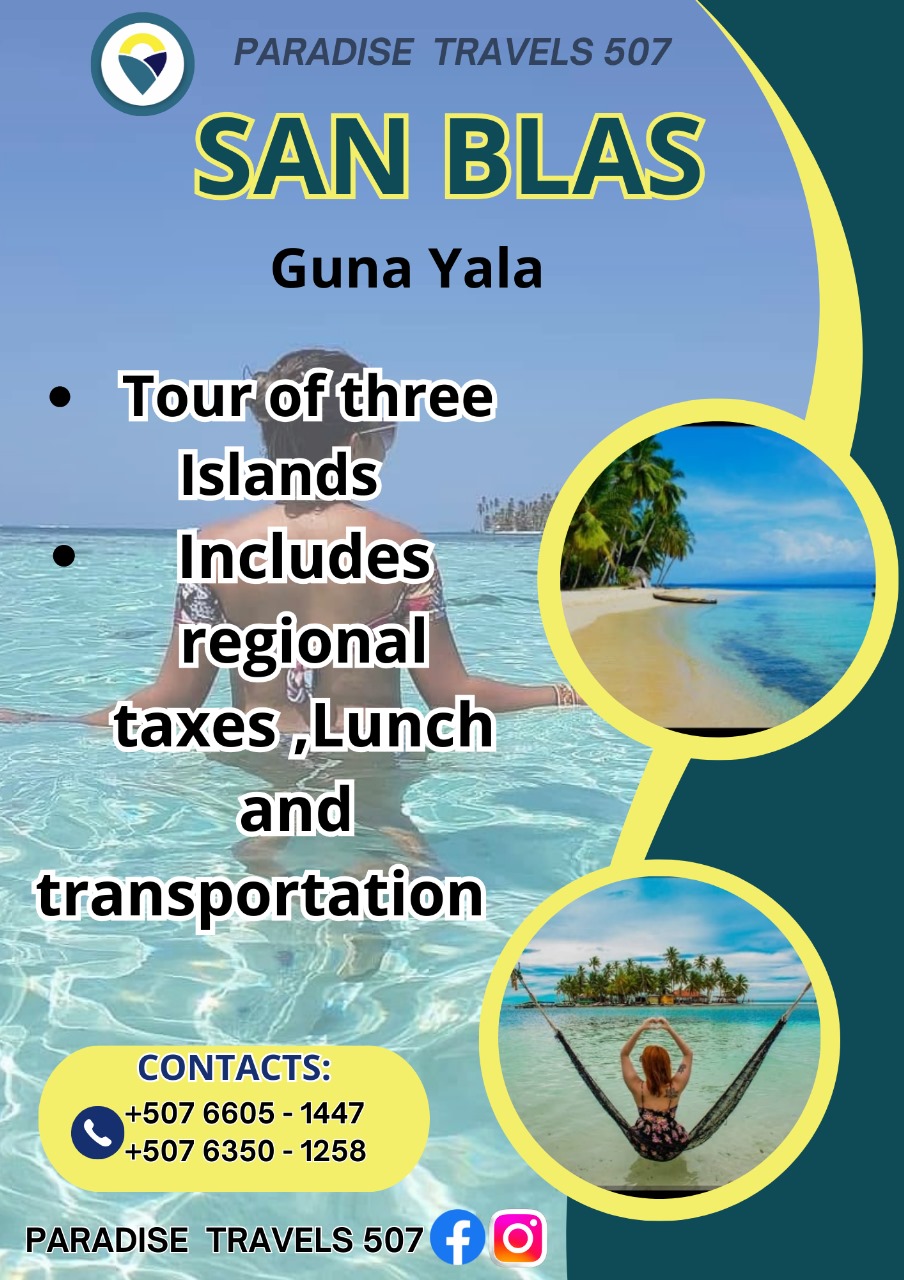 PARADISE TRAVELS 507
SAN BLAS
Guna Yala
• Tour of three
Islands
• Includes
regional
taxes ,Lunch
and
transportation
CONTACTS:
+507 6605 - 1447
+507 6350 - 1258
PARADISE TRAVELS 507